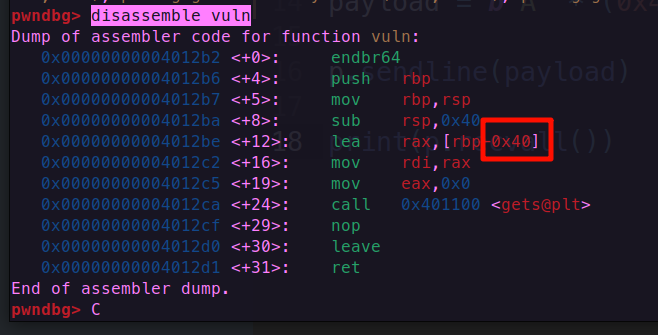 payload = b
pwndbg> disassemble vuln
Dump of assembler code for function vuln:
0x00000000004012b2 <+0>: endbr64
0x00000000004012b6 <+4>: push rbp
0x00000000004012b7 <+5>: mov rbp,rsp
0x00000000004012ba <+8>: sub rsp,0x40
0x00000000004012be <+12>: lea rax,[rbp-0x40]
0x00000000004012c2 <+16>: mov rdi,rax
0x00000000004012c5 <+19>: mov eax,0x0
0x00000000004012ca <+24>: call 0x401100 <gets@plt>
0x00000000004012cf <+29>: nop
0x00000000004012d0 <+30>: leave
0x00000000004012d1 <+31>: ret
End of assembler dump.
pwndbg> C